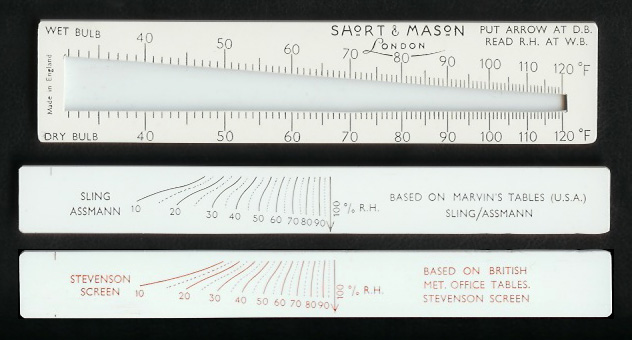 WET BULB
SHORT & MASON
LONDON
PUT ARROW AT D.B.
READ R.H. AT W.B.
40 50 60 70 80 90 100 110 120 °F
Made in England
DRY BULB
40 50 60 70 80 90 100 110 120 °F
SLING
ASSMANN
10 20 30 40 50 60 70 80 90 100 % R.H.
BASED ON MARVIN'S TABLES (U.S.A.)
SLING/ASSMANN
STEVENSON
SCREEN
10 20 30 40 50 60 70 80 90 100 % R.H.
BASED ON BRITISH
MET. OFFICE TABLES.
STEVENSON SCREEN